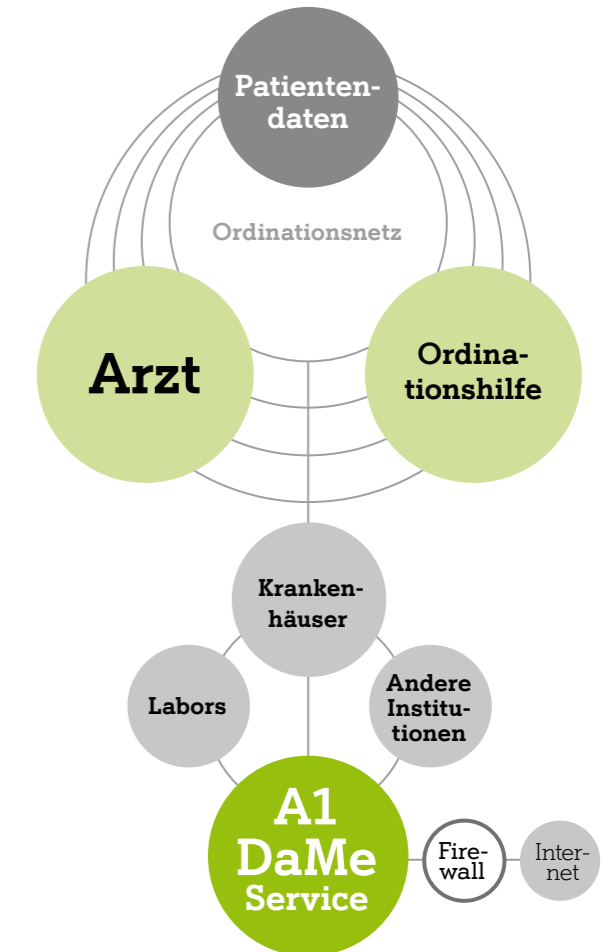 Patienten-
daten
Ordinationsnetz
Arzt
Ordina-
tionshilfe
Kranken-
häuser
Labors
Andere
Institu-
tionen
A1
DaMe
Service
Fire-
wall
Inter-
net